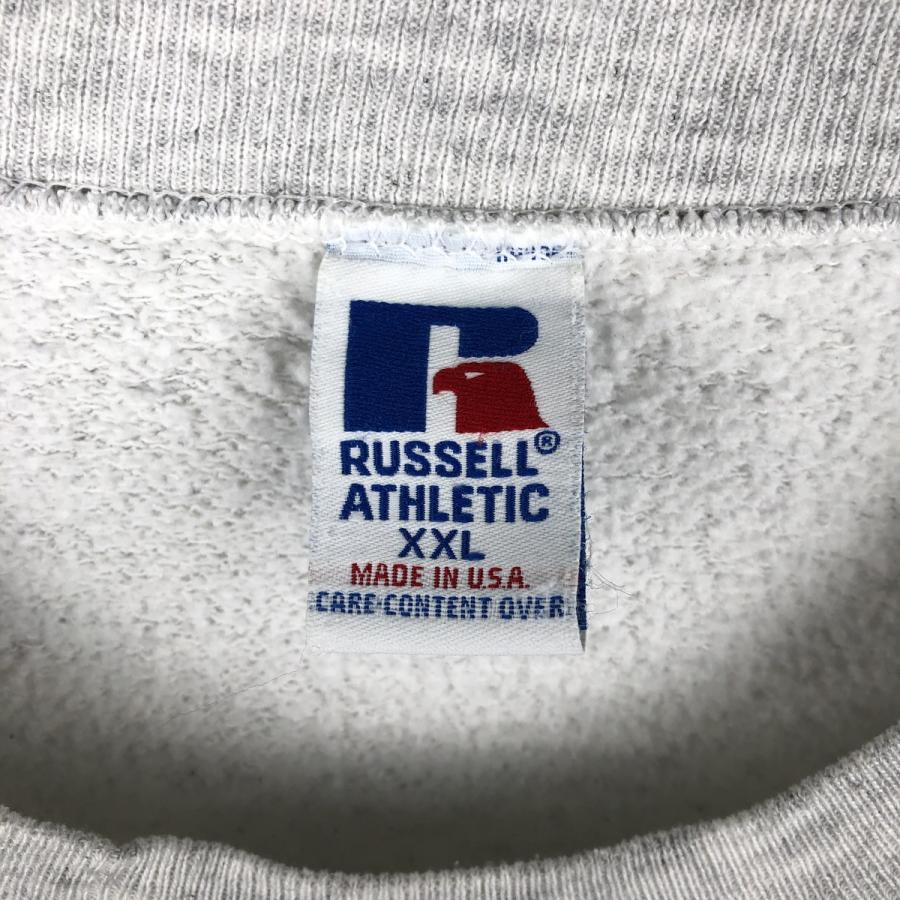 RUSSELL®
ATHLETIC
XXL
MADE IN U.S.A.
CARE·CONTENT OVER